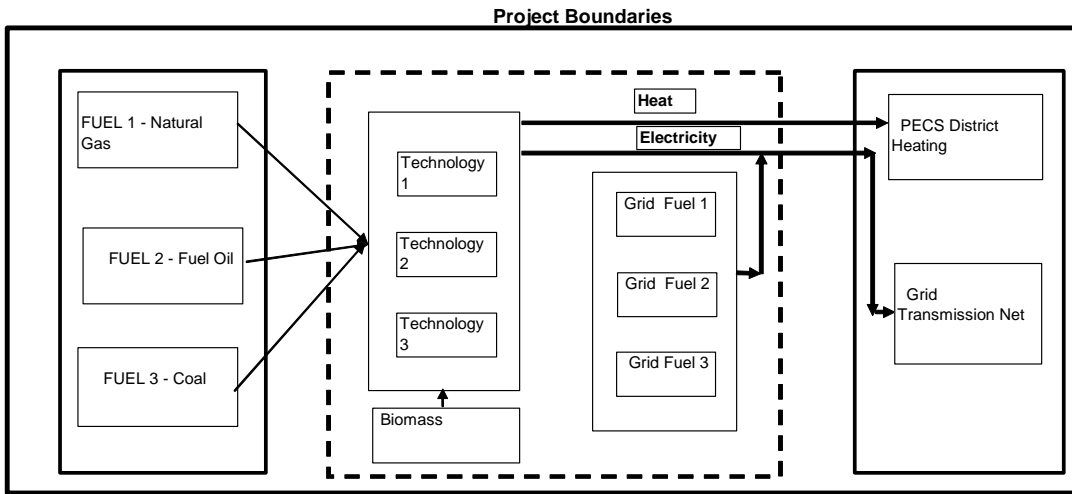 Project Boundaries
FUEL 1 - Natural
Gas
FUEL 2 - Fuel Oil
FUEL 3 - Coal
Technology
1
Technology
2
Technology
3
Biomass
Heat
Electricity
Grid Fuel 1
Grid Fuel 2
Grid Fuel 3
PECS District
Heating
Grid
Transmission Net